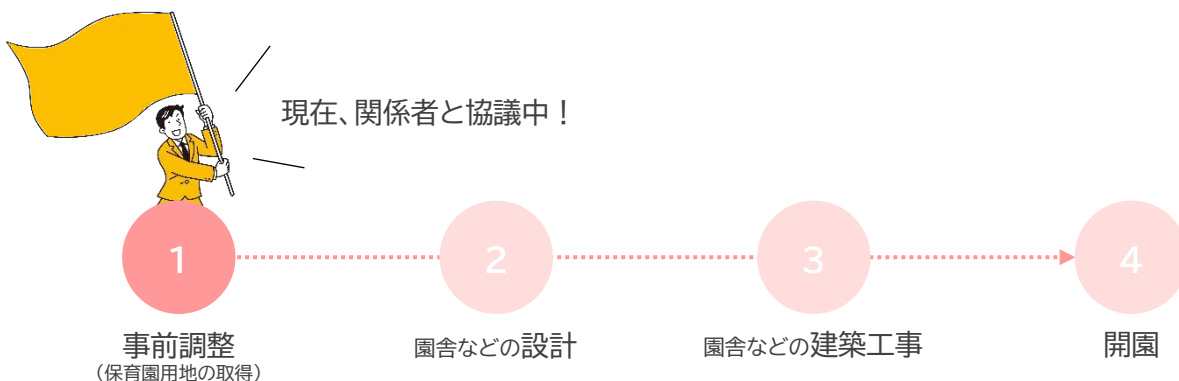 現在、関係者と協議中！
1
2
3
4
事前調整
（保育園用地の取得）
園舎などの設計
園舎などの建築工事
開園